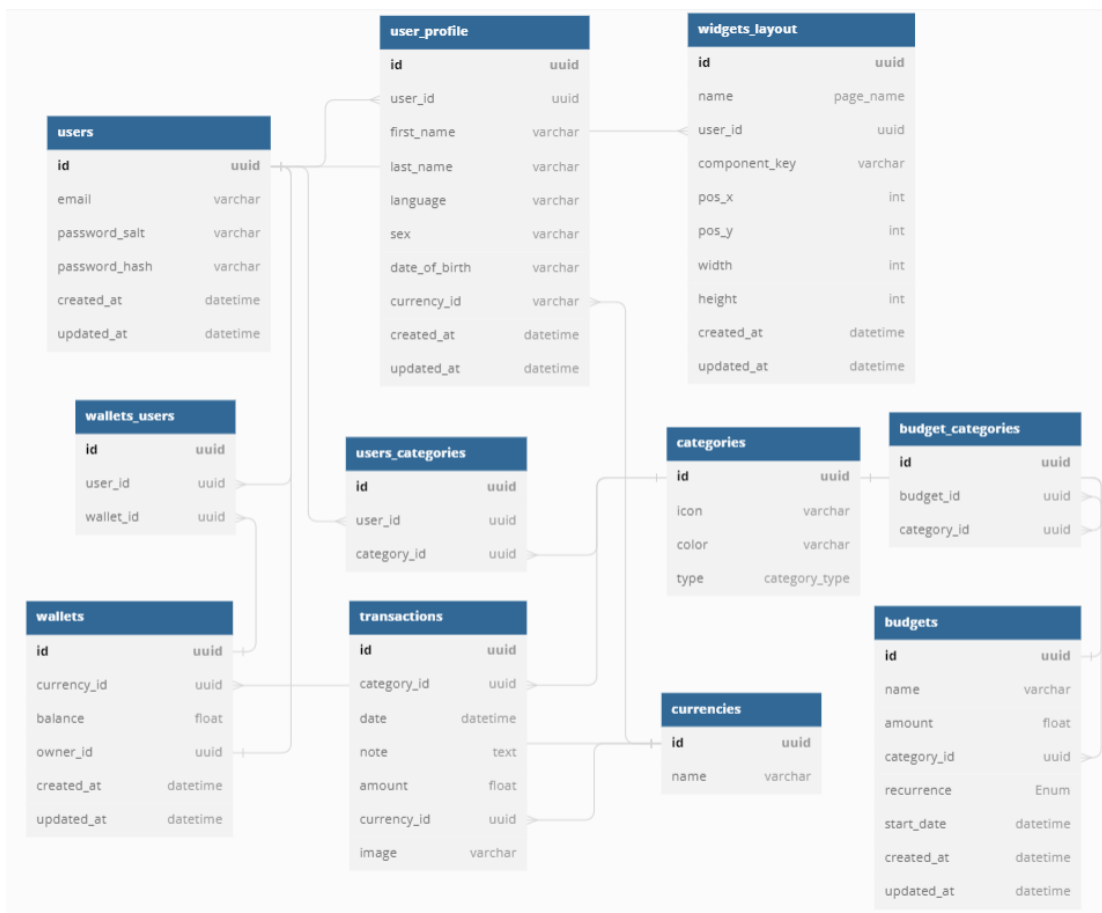 user_profile
id uuid
user_id uuid
first_name varchar
last_name varchar
language varchar
sex varchar
date_of_birth varchar
currency_id varchar
created_at datetime
updated_at datetime
widgets_layout
id uuid
name page_name
user_id uuid
component_key varchar
pos_x int
pos_y int
width int
height int
created_at datetime
updated_at datetime
users
id uuid
email varchar
password_salt varchar
password_hash varchar
created_at datetime
updated_at datetime
wallets_users
id uuid
user_id uuid
wallet_id uuid
users_categories
id uuid
user_id uuid
category_id uuid
categories
id uuid
icon varchar
color varchar
type category_type
budget_categories
id uuid
budget_id uuid
category_id uuid
wallets
id uuid
currency_id uuid
balance float
owner_id uuid
created_at datetime
updated_at datetime
transactions
id uuid
category_id uuid
date datetime
note text
amount float
currency_id uuid
image varchar
currencies
id uuid
name varchar
budgets
id uuid
name varchar
amount float
category_id uuid
recurrence Enum
start_date datetime
created_at datetime
updated_at datetime